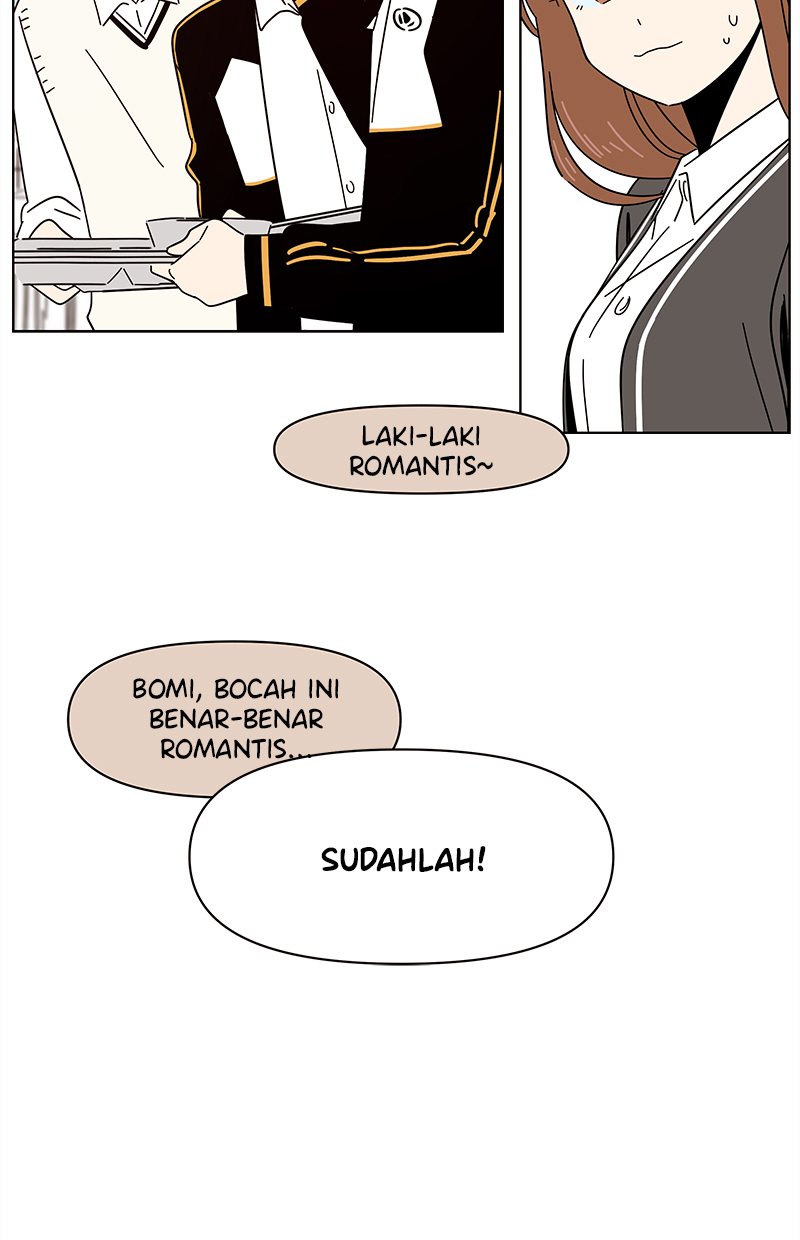 LAKI-LAKI
ROMANTIS~
BOMI, BOCAH INI
BENAR-BENAR
ROMANTIS...
SUDAHLAH!